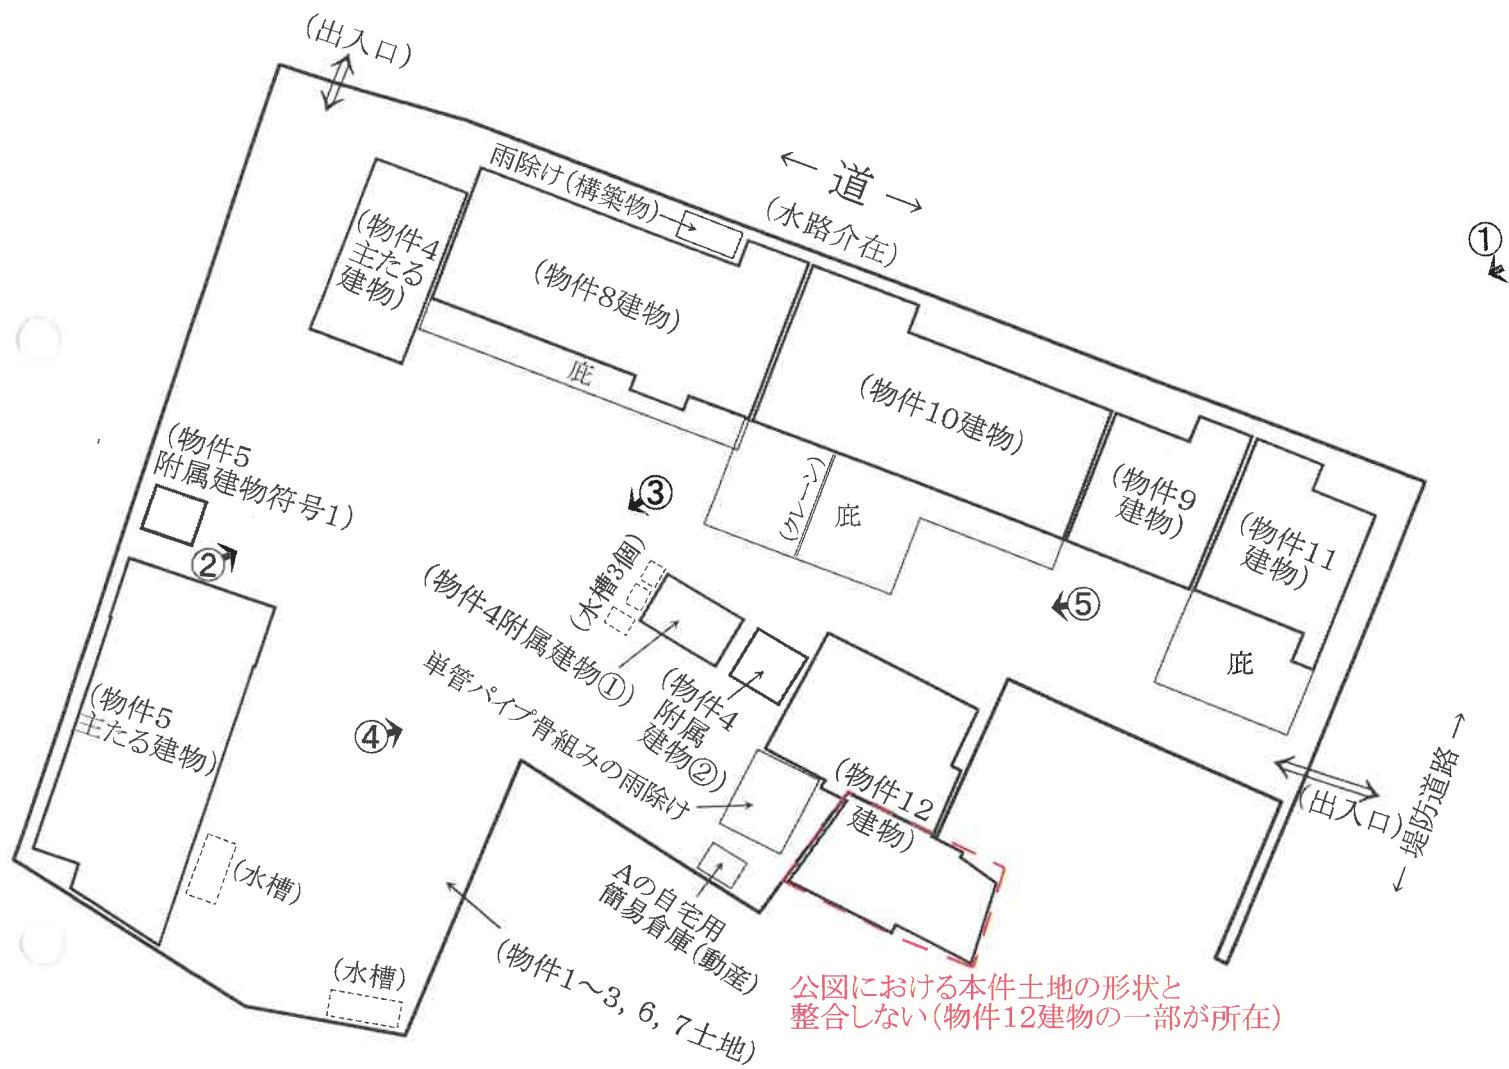 (出入口)
← 道 →
(水路介在)
雨除け(構築物)
①
(物件4
主たる
建物)
(物件8建物)
庇
(物件10建物)
(クレーン)
庇
(物件9
建物)
(物件11
建物)
庇
(物件5
附属建物符号1)
②
③
(水槽3個)
⑤
(物件4附属建物①)
(物件4
附属
建物②)
単管パイプ骨組みの雨除け
④
(物件5
主たる建物)
(物件12
建物)
(出入口)
← 堤防道路 →
(水槽)
Aの自宅用
簡易倉庫(動産)
(水槽)
(物件1～3, 6, 7土地)
公図における本件土地の形状と
整合しない(物件12建物の一部が所在)